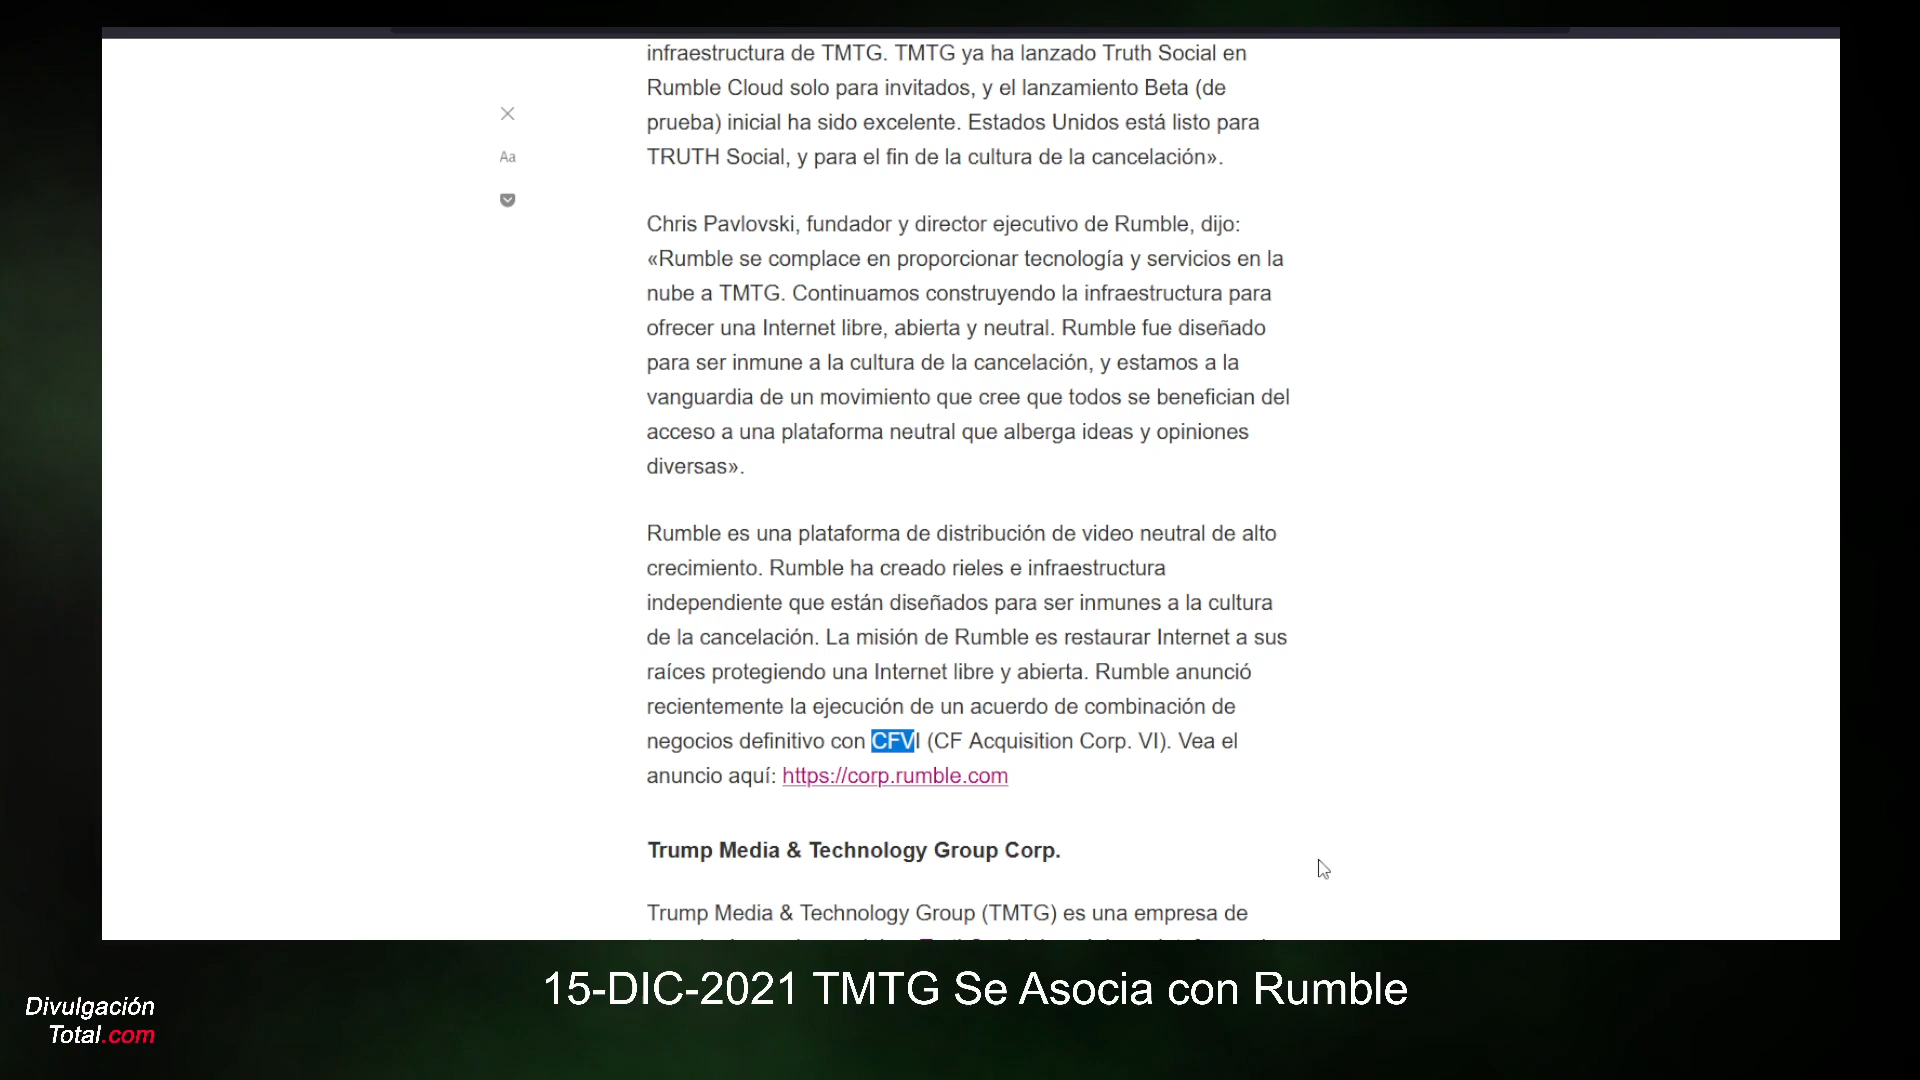 infraestructura de TMTG. TMTG ya ha lanzado Truth Social en
Rumble Cloud solo para invitados, y el lanzamiento Beta (de
prueba) inicial ha sido excelente. Estados Unidos está listo para
TRUTH Social, y para el fin de la cultura de la cancelación».
Aa
Chris Pavlovski, fundador y director ejecutivo de Rumble, dijo:
«Rumble se complace en proporcionar tecnología y servicios en la
nube a TMTG. Continuamos construyendo la infraestructura para
ofrecer una Internet libre, abierta y neutral. Rumble fue diseñado
para ser inmune a la cultura de la cancelación, y estamos a la
vanguardia de un movimiento que cree que todos se benefician del
acceso a una plataforma neutral que alberga ideas y opiniones
diversas».
Rumble es una plataforma de distribución de video neutral de alto
crecimiento. Rumble ha creado rieles e infraestructura
independiente que están diseñados para ser inmunes a la cultura
de la cancelación. La misión de Rumble es restaurar Internet a sus
raíces protegiendo una Internet libre y abierta. Rumble anunció
recientemente la ejecución de un acuerdo de combinación de
negocios definitivo con CFVI (CF Acquisition Corp. VI). Vea el
anuncio aquí: https://corp.rumble.com
Trump Media & Technology Group Corp.
Trump Media & Technology Group (TMTG) es una empresa de
15-DIC-2021 TMTG Se Asocia con Rumble
Divulgación
Total.com